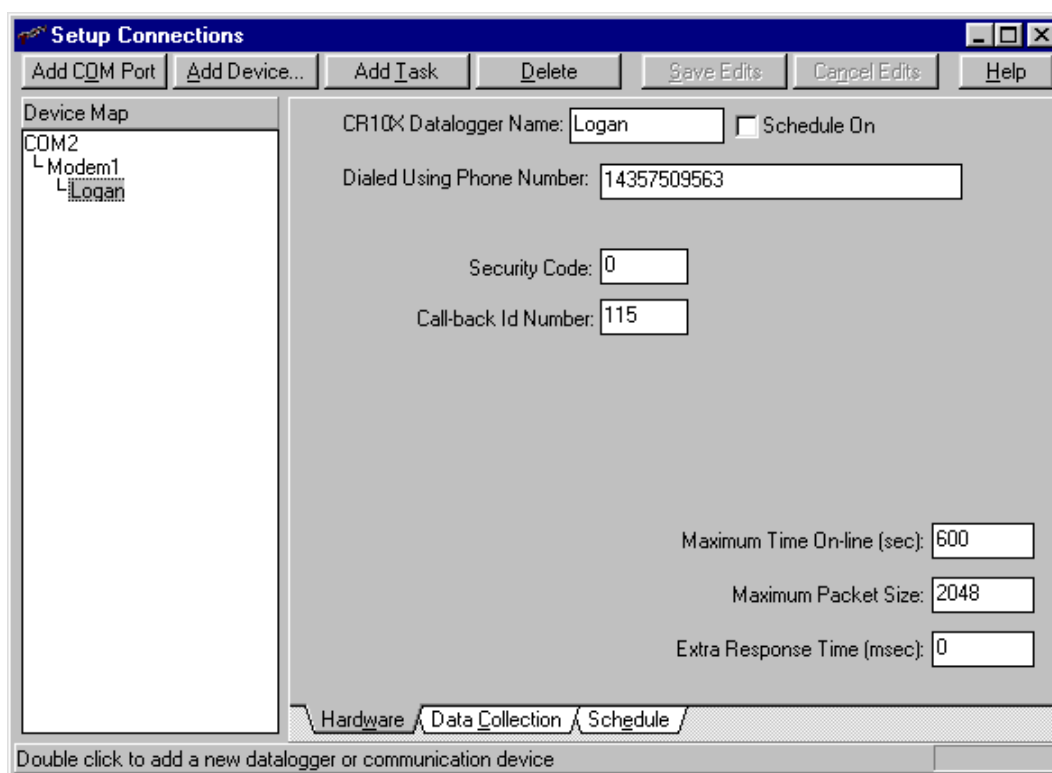 Setup Connections
Add COM Port Add Device... Add Task Delete Save Edits Cancel Edits Help
Device Map
COM2
Modem1
Logan
CR10X Datalogger Name: Logan Schedule On
Dialed Using Phone Number: 14357509563
Security Code: 0
Call-back Id Number: 115
Maximum Time On-line (sec): 600
Maximum Packet Size: 2048
Extra Response Time (msec): 0
Hardware Data Collection Schedule
Double click to add a new datalogger or communication device